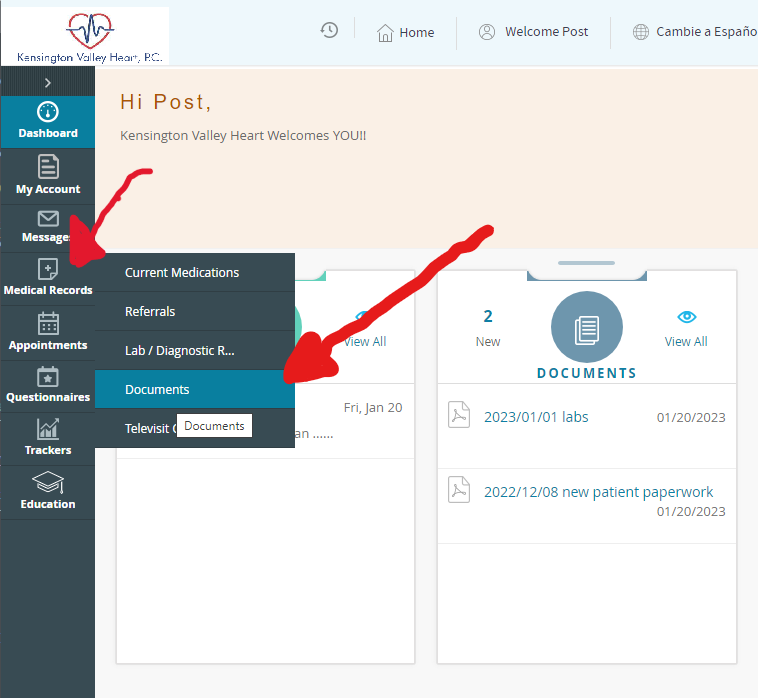 Kensington Valley Heart, P.C.
Home
Welcome Post
Cambie a Españo
Dashboard
My Account
Messages
Medical Records
Appointments
Questionnaires
Trackers
Education
Hi Post,
Kensington Valley Heart Welcomes YOU!!
Current Medications
Referrals
Lab / Diagnostic R...
Documents
Televisit
Documents
View All
Fri, Jan 20
an ......
2
New
View All
DOCUMENTS
2023/01/01 labs
01/20/2023
2022/12/08 new patient paperwork
01/20/2023